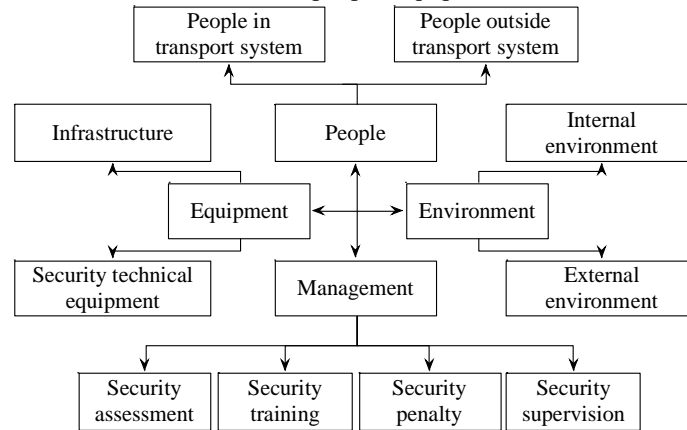 People in
transport system
People outside
transport system
Infrastructure
People
Internal
environment
Equipment
Environment
Security technical
equipment
Management
External
environment
Security
assessment
Security
training
Security
penalty
Security
supervision